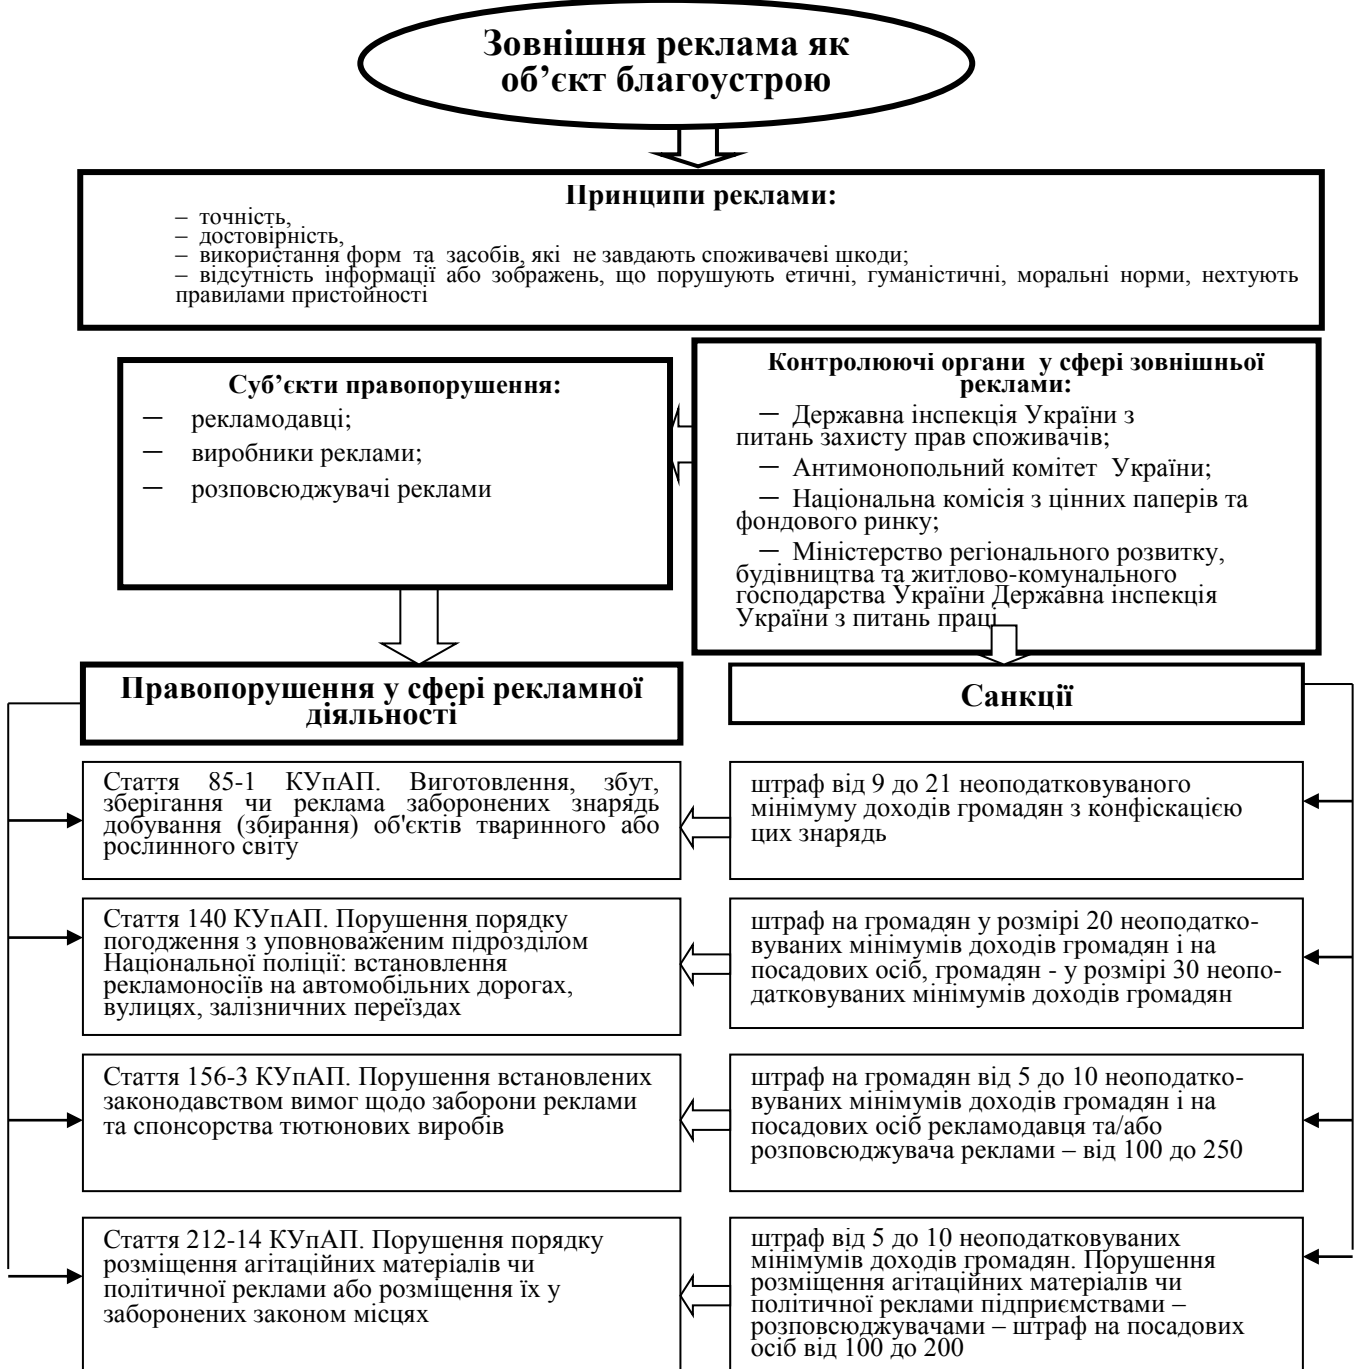 Зовнішня реклама як
об’єкт благоустрою
Принципи реклами:
– точність,
– достовірність,
– використання форм та засобів, які не завдають споживачеві шкоди;
– відсутність інформації або зображень, що порушують етичні, гуманістичні, моральні норми, нехтують
правилами пристойності
Суб’єкти правопорушення:
– рекламодавці;
– виробники реклами;
– розповсюджувачі реклами
Контролюючі органи у сфері зовнішньої
реклами:
– Державна інспекція України з
питань захисту прав споживачів;
– Антимонопольний комітет України;
– Національна комісія з цінних паперів та
фондового ринку;
– Міністерство регіонального розвитку,
будівництва та житлово-комунального
господарства України Державна інспекція
України з питань праці
Правопорушення у сфері рекламної
діяльності
Санкції
Стаття 85-1 КУпАП. Виготовлення, збут,
зберігання чи реклама заборонених знарядь
добування (збирання) об'єктів тваринного або
рослинного світу
штраф від 9 до 21 неоподатковуваного
мінімуму доходів громадян з конфіскацією
цих знарядь
Стаття 140 КУпАП. Порушення порядку
погодження з уповноваженим підрозділом
Національної поліції: встановлення
рекламоносіїв на автомобільних дорогах,
вулицях, залізничних переїздах
штраф на громадян у розмірі 20 неоподатко-
вуваних мінімумів доходів громадян і на
посадових осіб, громадян - у розмірі 30 неопо-
датковуваних мінімумів доходів громадян
Стаття 156-3 КУпАП. Порушення встановлених
законодавством вимог щодо заборони реклами
та спонсорства тютюнових виробів
штраф на громадян від 5 до 10 неоподатко-
вуваних мінімумів доходів громадян і на
посадових осіб рекламодавця та/або
розповсюджувача реклами – від 100 до 250
Стаття 212-14 КУпАП. Порушення порядку
розміщення агітаційних матеріалів чи
політичної реклами або розміщення їх у
заборонених законом місцях
штраф від 5 до 10 неоподатковуваних
мінімумів доходів громадян. Порушення
розміщення агітаційних матеріалів чи
політичної реклами підприємствами –
розповсюджувачами – штраф на посадових
осіб від 100 до 200